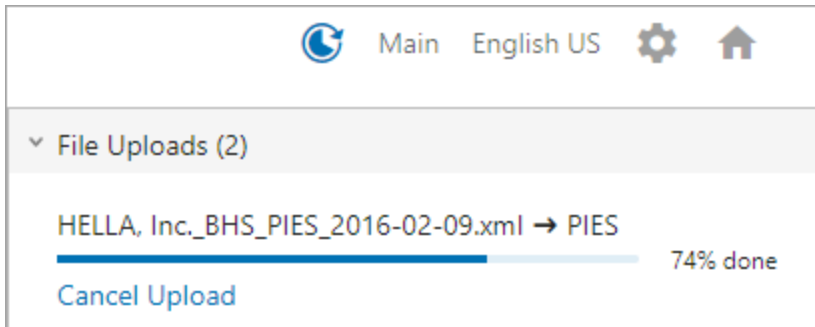 Main English US
File Uploads (2)
HELLA, Inc._BHS_PIES_2016-02-09.xml → PIES
74% done
Cancel Upload